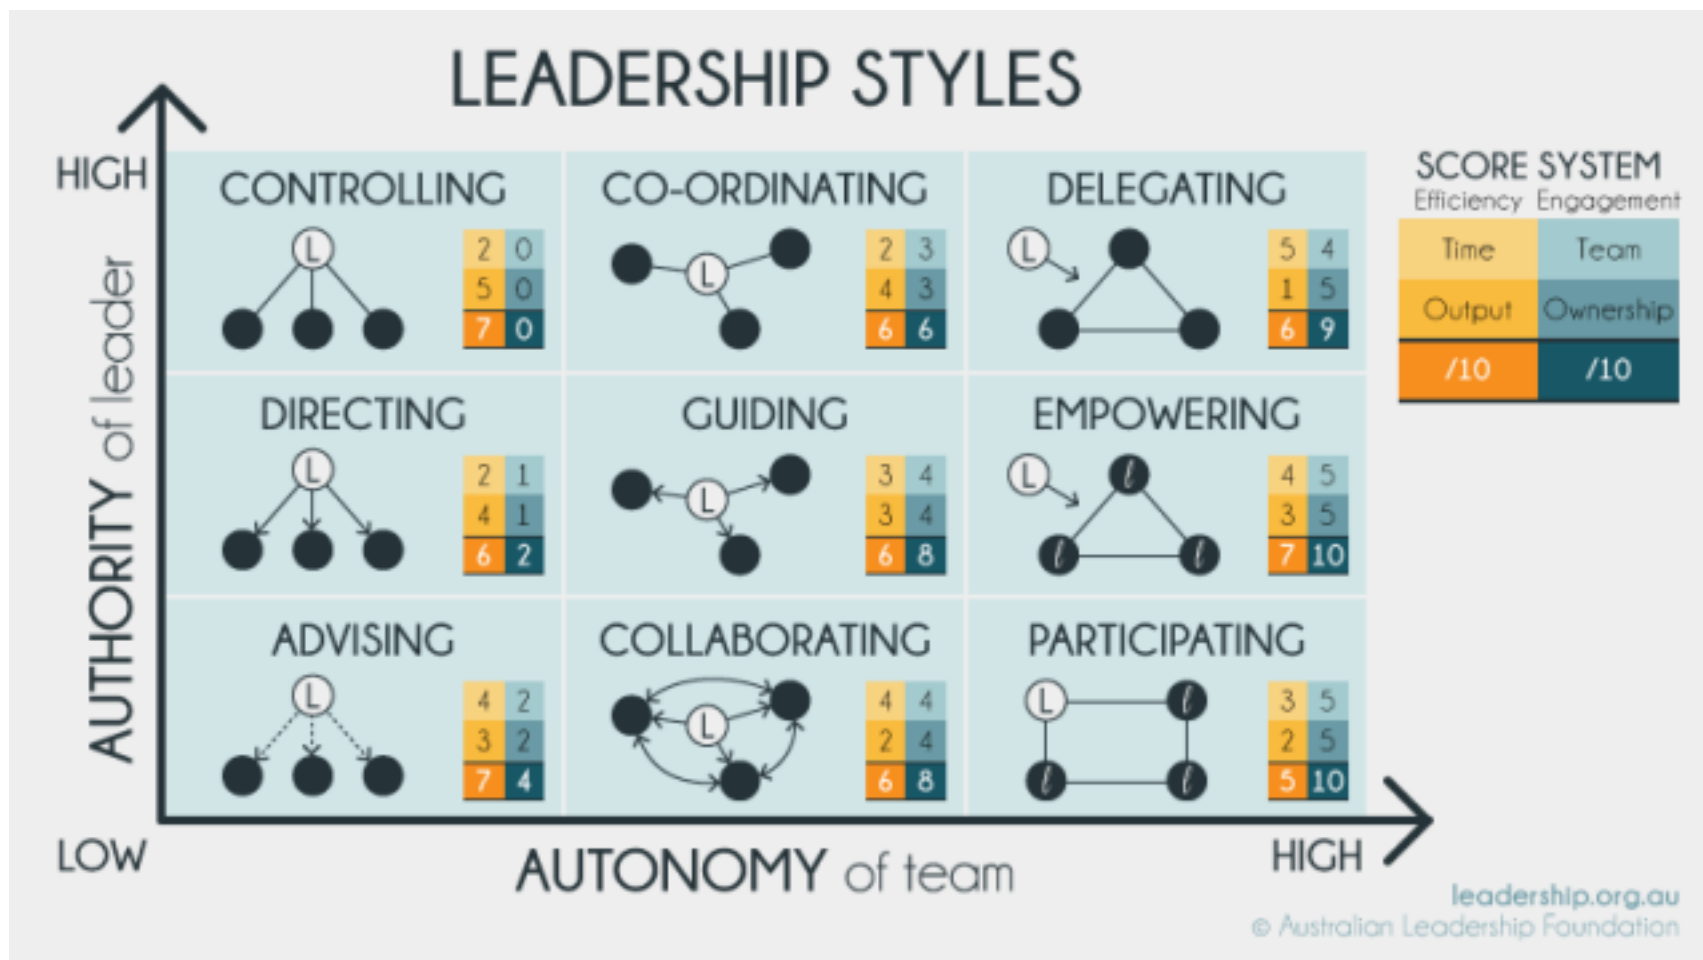 LEADERSHIP STYLES
HIGH
AUTHORITY of leader
LOW
CONTROLLING
L
2 0
5 0
7 0
CO-ORDINATING
L
2 3
4 3
6 6
DELEGATING
L
5 4
1 5
6 9
DIRECTING
L
2 1
4 1
6 2
GUIDING
L
3 4
3 4
6 8
EMPOWERING
L
ℓ
ℓ ℓ
4 5
3 5
7 10
ADVISING
L
4 2
3 2
7 4
COLLABORATING
L
4 4
2 4
6 8
PARTICIPATING
L ℓ
ℓ ℓ
3 5
2 5
5 10
AUTONOMY of team
HIGH
SCORE SYSTEM
Efficiency Engagement
Time Team
Output Ownership
/10 /10
leadership.org.au
© Australian Leadership Foundation